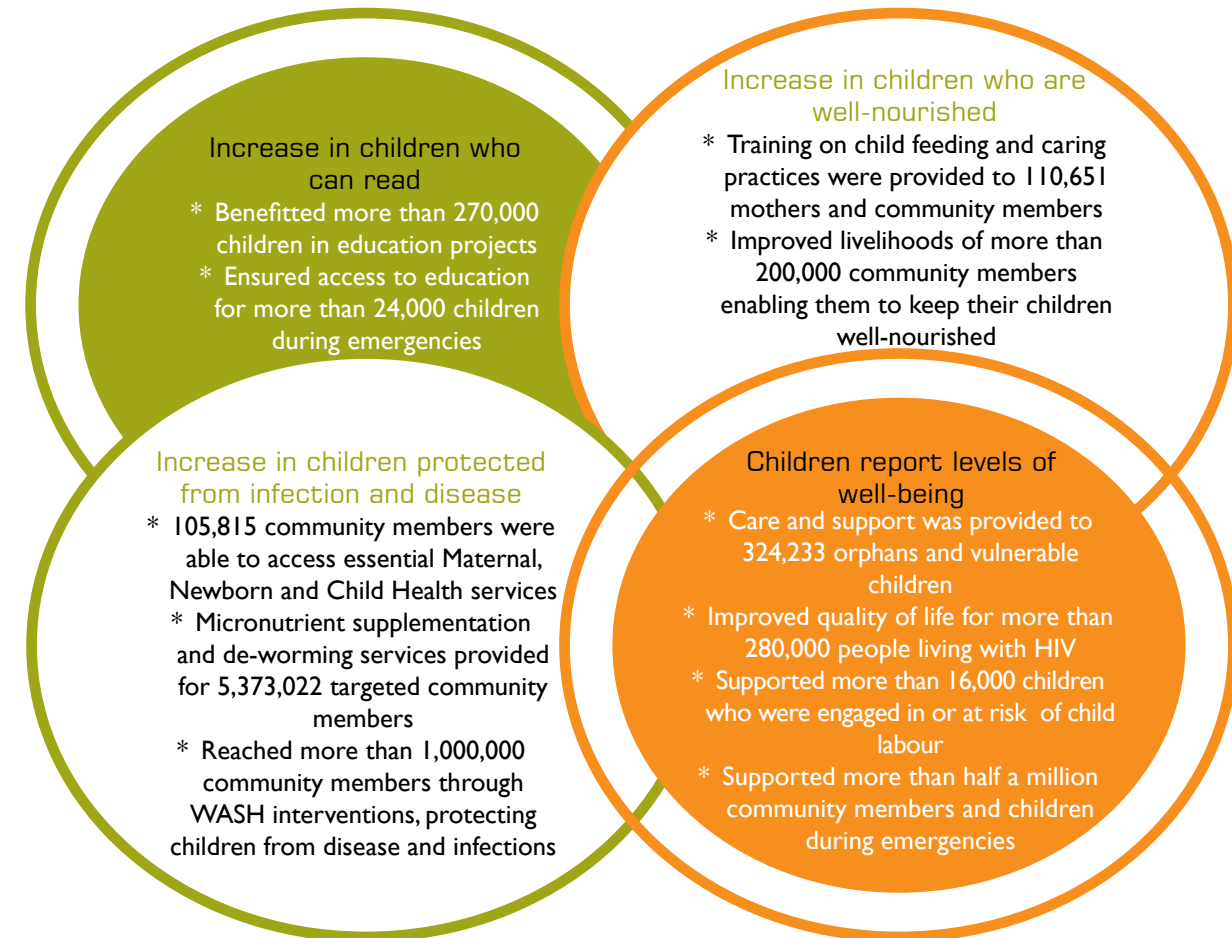 Increase in children who
can read
* Benefitted more than 270,000
children in education projects
* Ensured access to education
for more than 24,000 children
during emergencies
Increase in children who are
well-nourished
* Training on child feeding and caring
practices were provided to 110,651
mothers and community members
* Improved livelihoods of more than
200,000 community members
enabling them to keep their children
well-nourished
Increase in children protected
from infection and disease
* 105,815 community members were
able to access essential Maternal,
Newborn and Child Health services
* Micronutrient supplementation
and de-worming services provided
for 5,373,022 targeted community
members
* Reached more than 1,000,000
community members through
WASH interventions, protecting
children from disease and infections
Children report levels of
well-being
* Care and support was provided to
324,233 orphans and vulnerable
children
* Improved quality of life for more than
280,000 people living with HIV
* Supported more than 16,000 children
who were engaged in or at risk of child
labour
* Supported more than half a million
community members and children
during emergencies